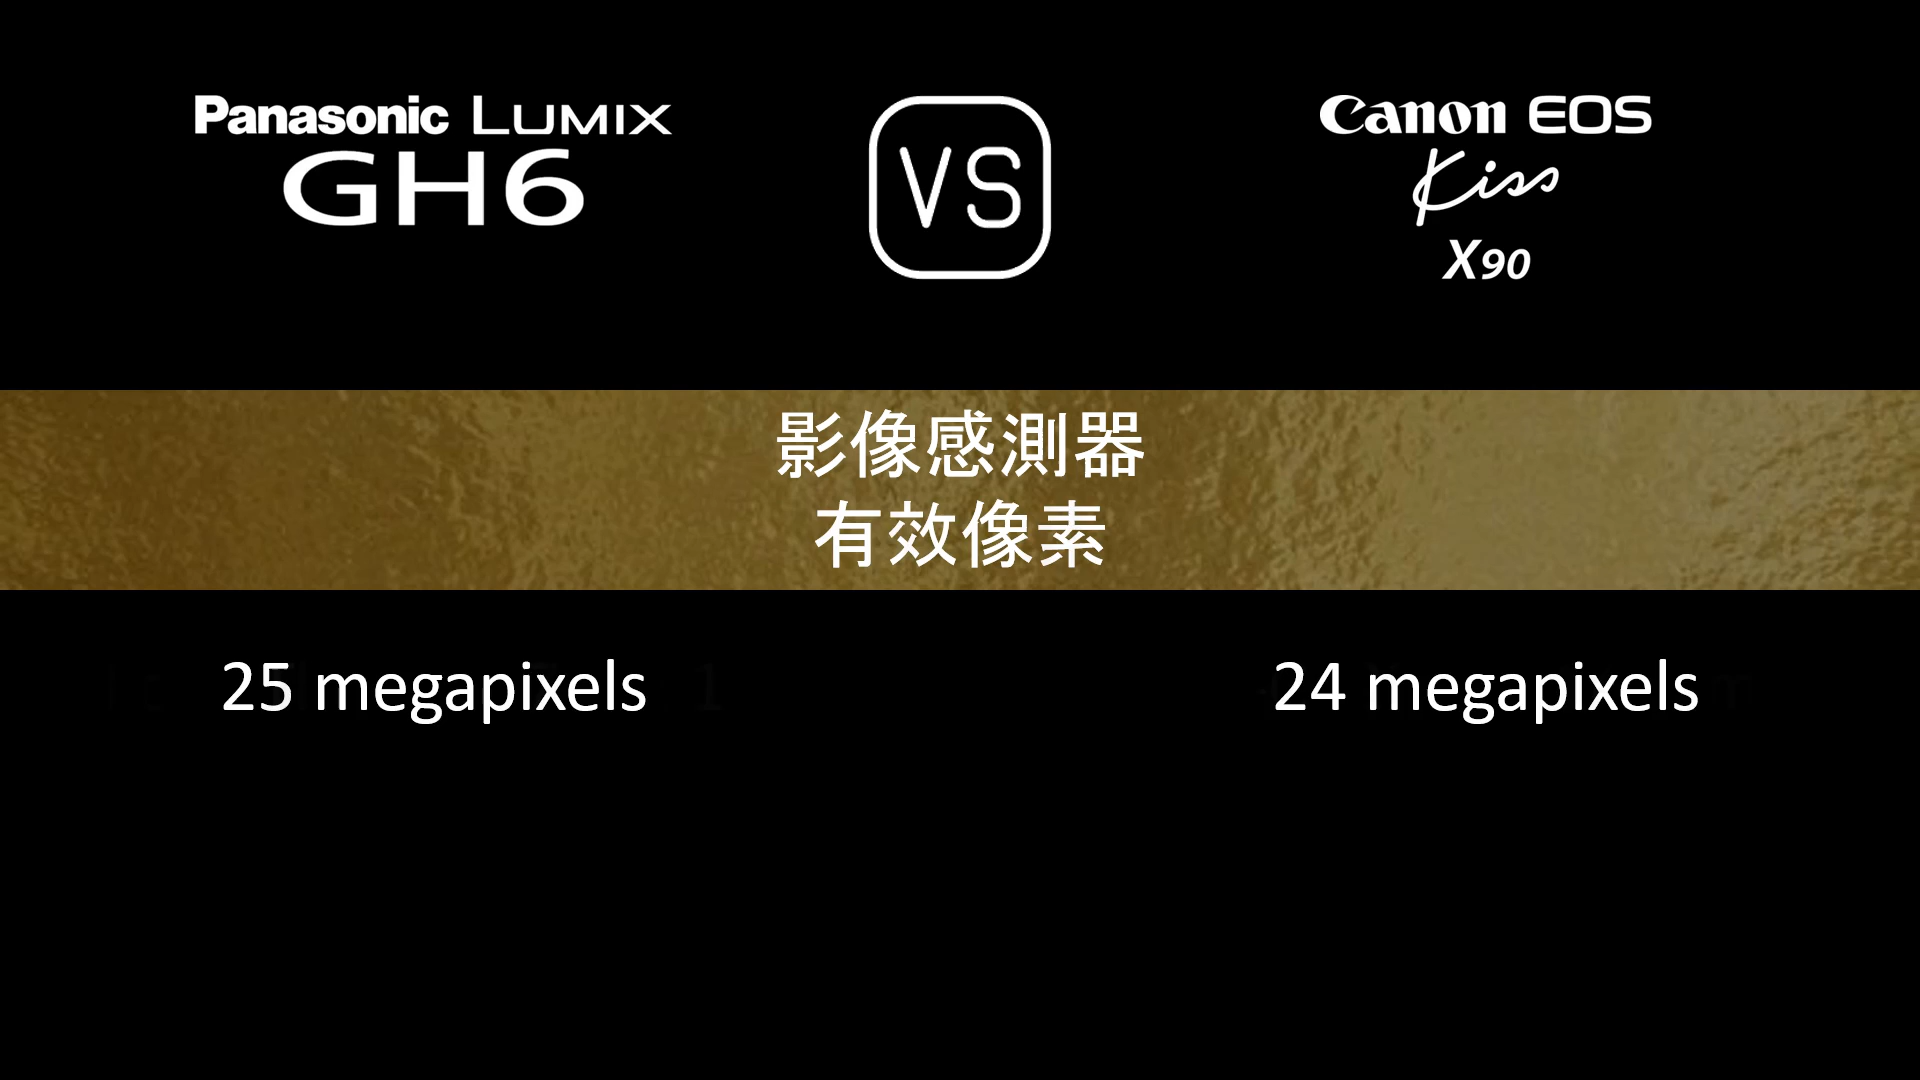 Panasonic LUMIX
GH6
VS
Canon EOS
Kiss
X90
影像感測器
有效像素
25 megapixels
24 megapixels